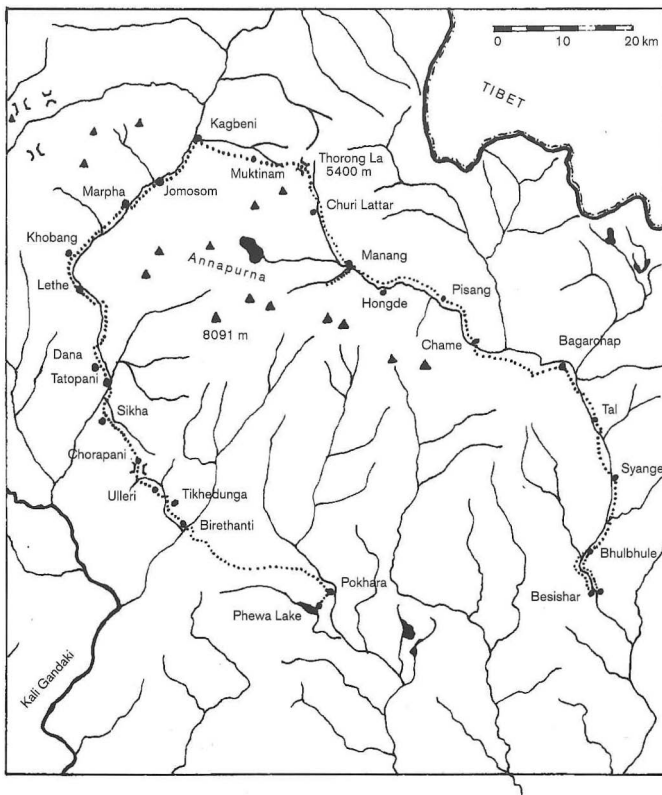 0 10 20 km
TIBET
Kagbeni
Thorong La
5400 m
Muktinam
Jomosom
Marpha
Churi Lattar
Khobang
Manang
Annapurna
Lethe
Hongde
Pisang
8091 m
Chame
Bagarchap
Dana
Tatopani
Tal
Sikha
Chorapani
Syange
Ulleri
Tikhedunga
Birethanti
Bhulbhule
Pokhara
Besishar
Phewa Lake
Kali Gandaki